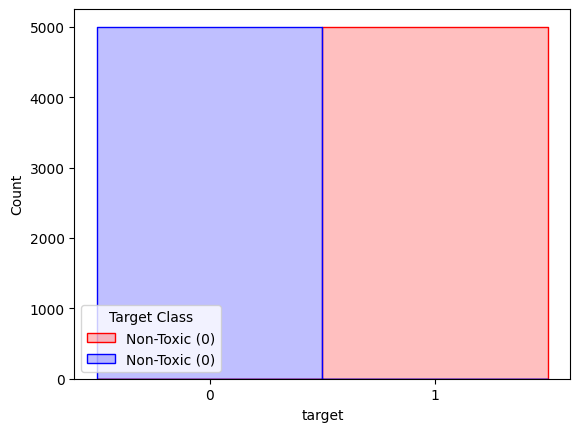 5000
4000
3000
2000
1000
0
Count
Target Class
Non-Toxic (0)
Non-Toxic (0)
0 1
target